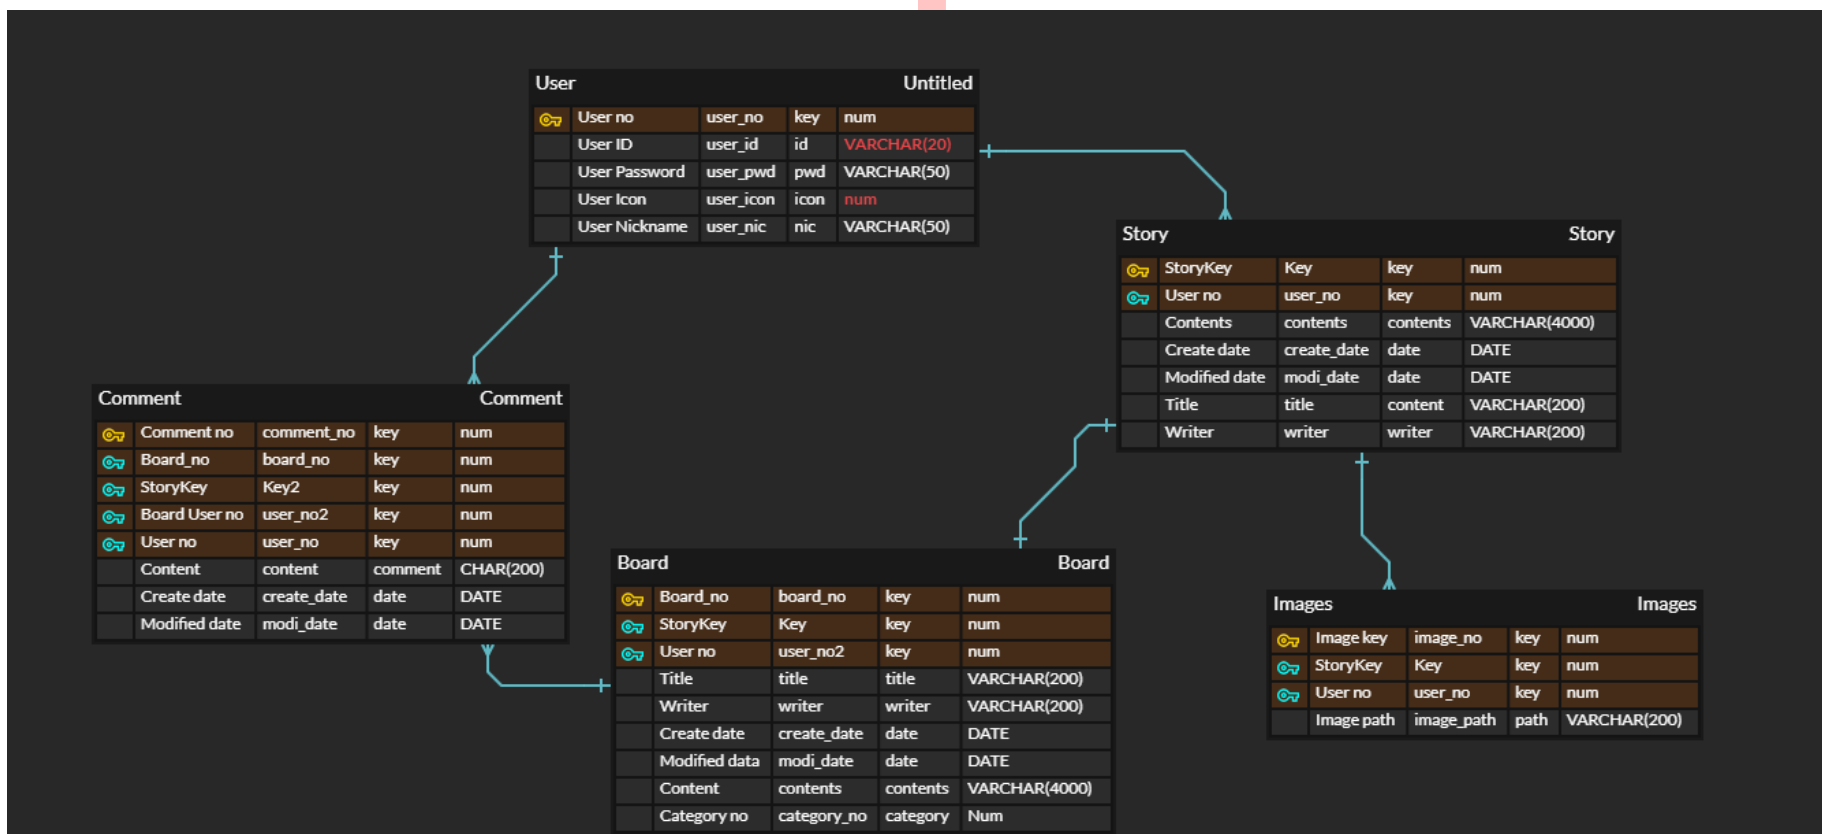 User Untitled
User no user_no key num
User ID user_id id VARCHAR(20)
User Password user_pwd pwd VARCHAR(50)
User Icon user_icon icon num
User Nickname user_nic nic VARCHAR(50)
Story Story
StoryKey Key key num
User no user_no key num
Contents contents contents VARCHAR(4000)
Create date create_date date DATE
Modified date modi_date date DATE
Title title content VARCHAR(200)
Writer writer writer VARCHAR(200)
Comment Comment
Comment no comment_no key num
Board_no board_no key num
StoryKey Key2 key num
Board User no user_no2 key num
User no user_no key num
Content content comment CHAR(200)
Create date create_date date DATE
Modified date modi_date date DATE
Board Board
Board_no board_no key num
StoryKey Key key num
User no user_no2 key num
Title title title VARCHAR(200)
Writer writer writer VARCHAR(200)
Create date create_date date DATE
Modified data modi_date date DATE
Content contents contents VARCHAR(4000)
Category no category_no category Num
Images Images
Image key image_no key num
StoryKey Key key num
User no user_no key num
Image path image_path path VARCHAR(200)